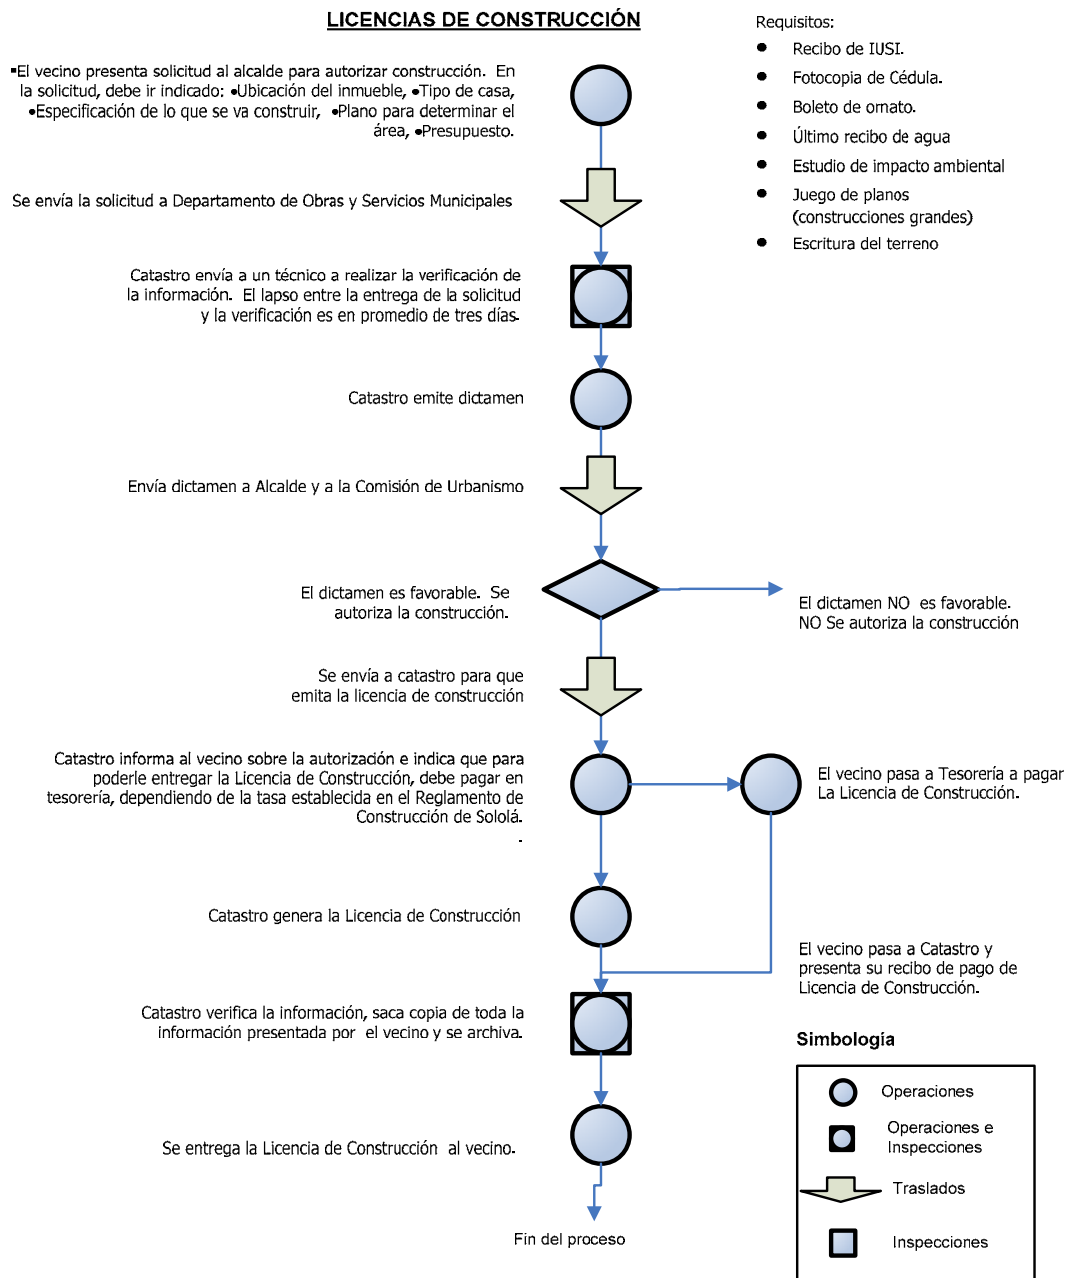 LICENCIAS DE CONSTRUCCIÓN
▪El vecino presenta solicitud al alcalde para autorizar construcción. En
la solicitud, debe ir indicado: •Ubicación del inmueble, •Tipo de casa,
•Especificación de lo que se va construir, •Plano para determinar el
área, •Presupuesto.
Requisitos:
• Recibo de IUSI.
• Fotocopia de Cédula.
• Boleto de ornato.
• Último recibo de agua
• Estudio de impacto ambiental
• Juego de planos
(construcciones grandes)
• Escritura del terreno
Se envía la solicitud a Departamento de Obras y Servicios Municipales
Catastro envía a un técnico a realizar la verificación de
la información. El lapso entre la entrega de la solicitud
y la verificación es en promedio de tres días.
Catastro emite dictamen
Envía dictamen a Alcalde y a la Comisión de Urbanismo
El dictamen es favorable. Se
autoriza la construcción.
El dictamen NO es favorable.
NO Se autoriza la construcción
Se envía a catastro para que
emita la licencia de construcción
Catastro informa al vecino sobre la autorización e indica que para
poderle entregar la Licencia de Construcción, debe pagar en
tesorería, dependiendo de la tasa establecida en el Reglamento de
Construcción de Sololá.
.
El vecino pasa a Tesorería a pagar
La Licencia de Construcción.
Catastro genera la Licencia de Construcción
El vecino pasa a Catastro y
presenta su recibo de pago de
Licencia de Construcción.
Catastro verifica la información, saca copia de toda la
información presentada por el vecino y se archiva.
Se entrega la Licencia de Construcción al vecino.
Fin del proceso
Simbología
Operaciones
Operaciones e
Inspecciones
Traslados
Inspecciones